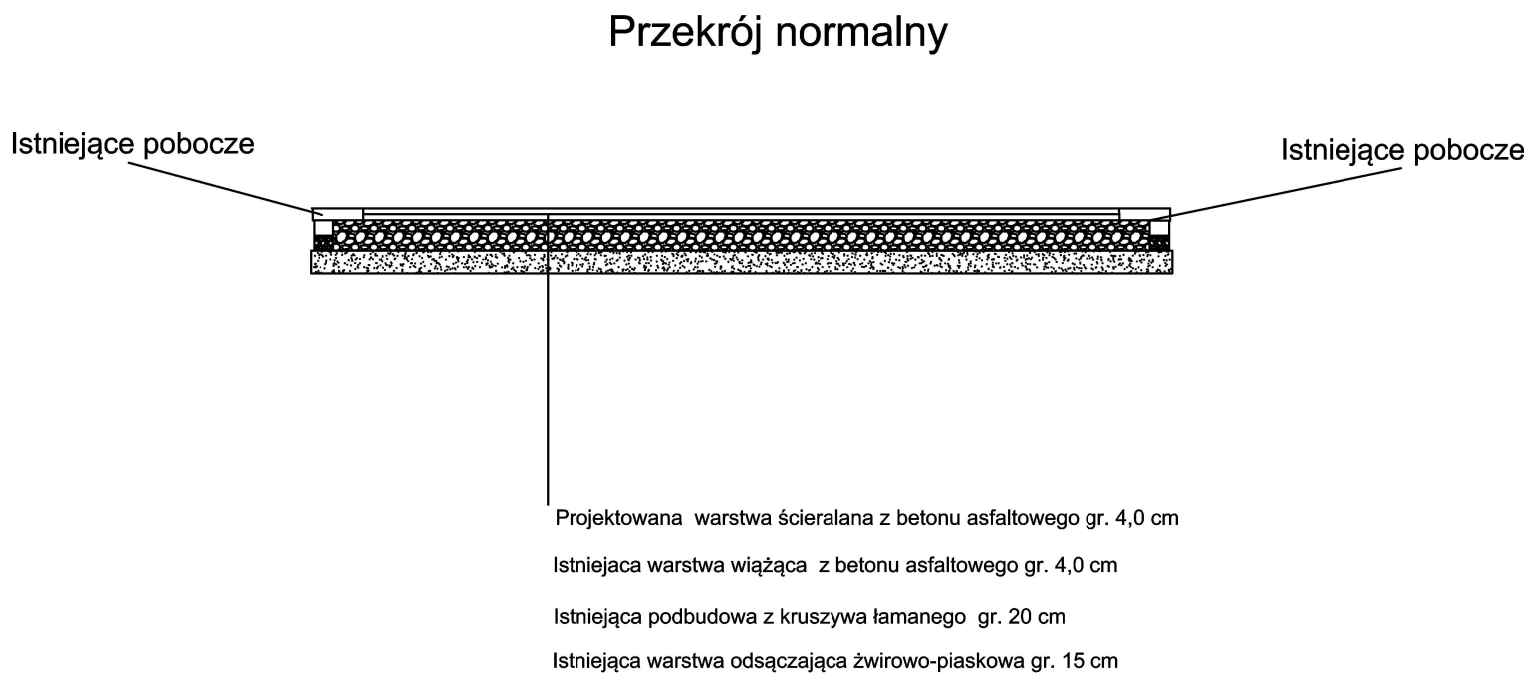 Przekrój normalny
Istniejące pobocze
Istniejące pobocze
Projektowana warstwa ścieralana z betonu asfaltowego gr. 4,0 cm
Istniejaca warstwa wiążąca z betonu asfaltowego gr. 4,0 cm
Istniejąca podbudowa z kruszywa łamanego gr. 20 cm
Istniejąca warstwa odsączająca żwirowo-piaskowa gr. 15 cm